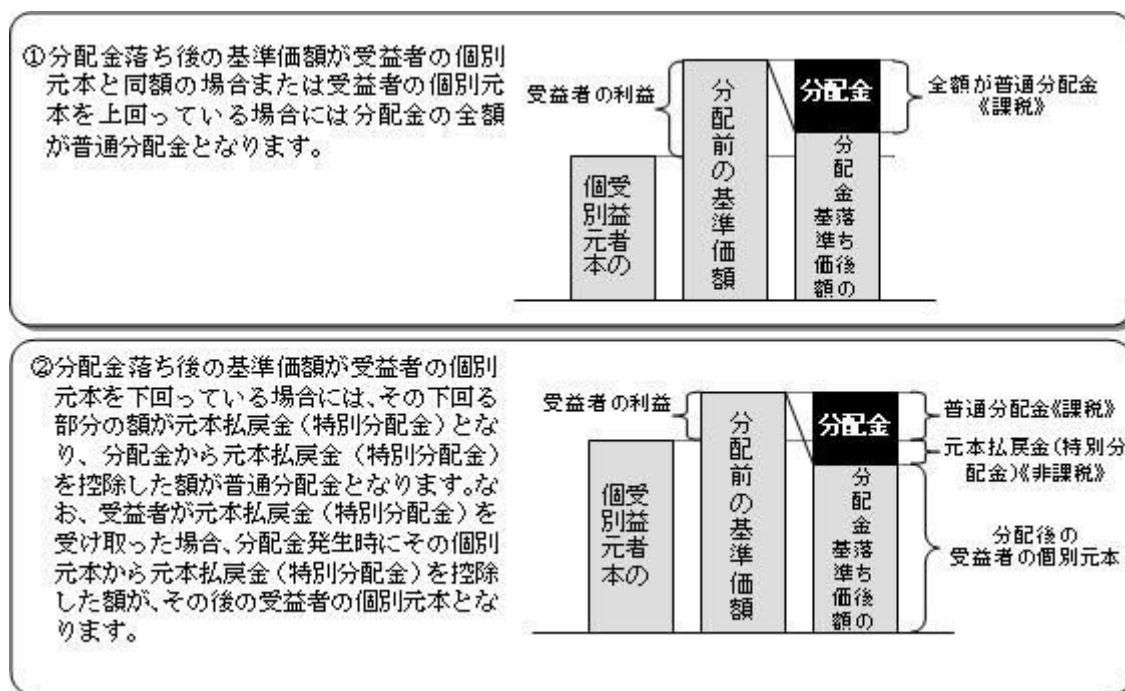 ①分配金落ち後の基準価額が受益者の個別
元本と同額の場合または受益者の個別元
本を上回っている場合には分配金の全額
が普通分配金となります。
受益者の利益
受益者の
個別元本
分配前の基準価額
分配金
分配金落ち後の
基準価額
全額が普通分配金
《課税》
②分配金落ち後の基準価額が受益者の個別
元本を下回っている場合には、その下回る
部分の額が元本払戻金(特別分配金)とな
り、分配金から元本払戻金(特別分配金)
を控除した額が普通分配金となります。な
お、受益者が元本払戻金(特別分配金)を
受け取った場合、分配金発生時にその個別
元本から元本払戻金(特別分配金)を控除
した額が、その後の受益者の個別元本とな
ります。
受益者の利益
受益者の
個別元本
分配前の基準価額
分配金
分配金落ち後の
基準価額
普通分配金《課税》
元本払戻金(特別分
配金)《非課税》
分配後の
受益者の個別元本